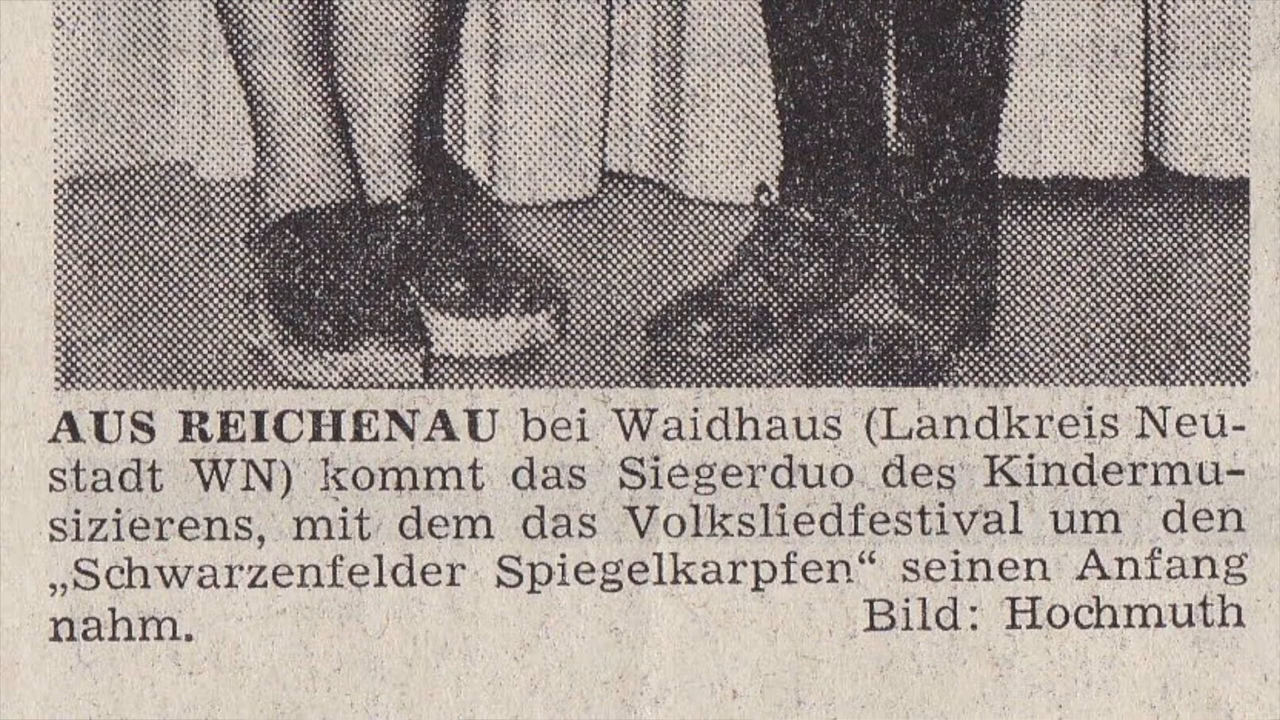 AUS REICHENAU bei Waidhaus (Landkreis Neu-
stadt WN) kommt das Siegerduo des Kindermu-
sizierens, mit dem das Volksliedfestival um den
„Schwarzenfelder Spiegelkarpfen“ seinen Anfang
nahm. Bild: Hochmuth